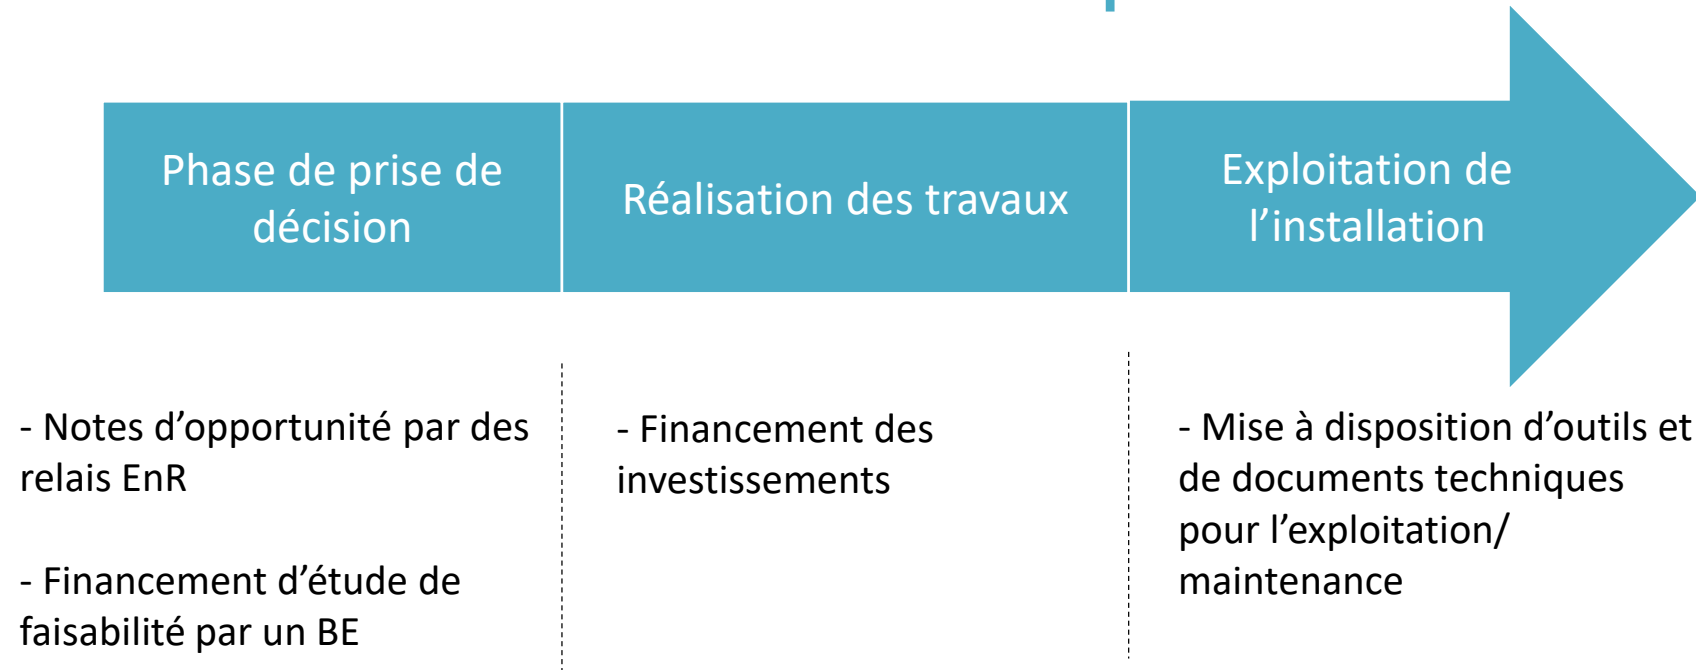 Phase de prise de
décision
Réalisation des travaux
Exploitation de
l’installation
- Notes d’opportunité par des
relais EnR
- Financement d’étude de
faisabilité par un BE
- Financement des
investissements
- Mise à disposition d’outils et
de documents techniques
pour l’exploitation/
maintenance